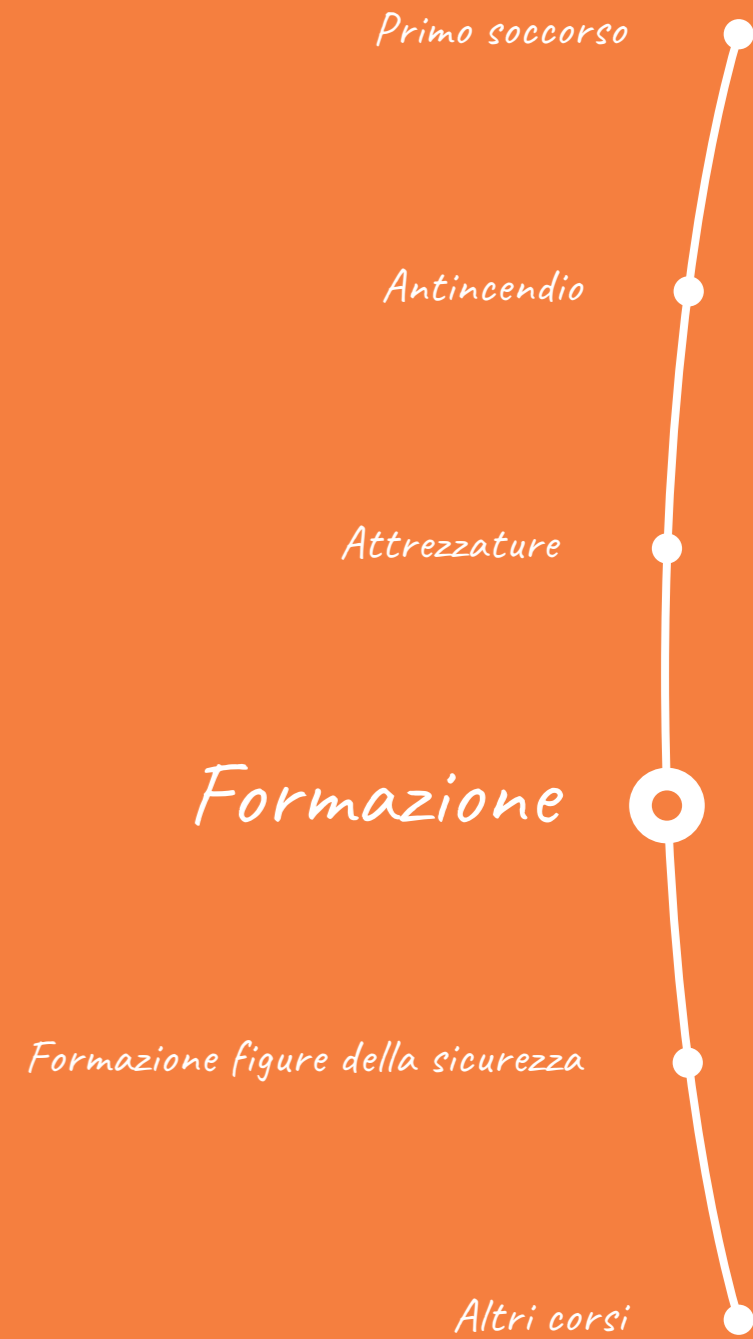 Primo soccorso
Antincendio
Attrezzature
Formazione
Formazione figure della sicurezza
Altri corsi